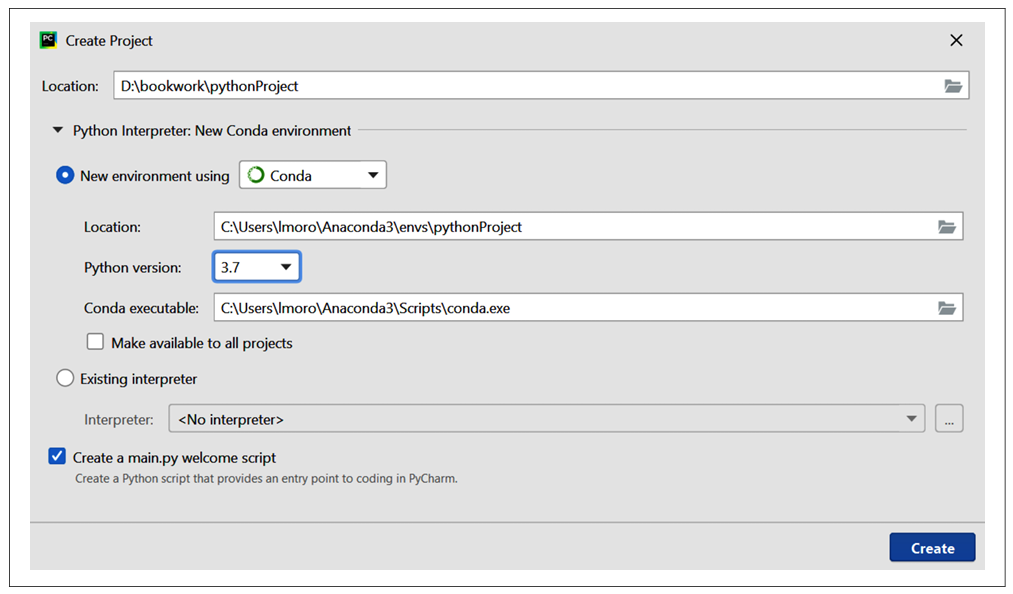 PC Create Project
Location: D:\bookwork\pythonProject
Python Interpreter: New Conda environment
New environment using Conda
Location: C:\Users\lmoro\Anaconda3\envs\pythonProject
Python version: 3.7
Conda executable: C:\Users\lmoro\Anaconda3\Scripts\conda.exe
Make available to all projects
Existing interpreter
Interpreter: <No interpreter> ...
Create a main.py welcome script
Create a Python script that provides an entry point to coding in PyCharm.
Create